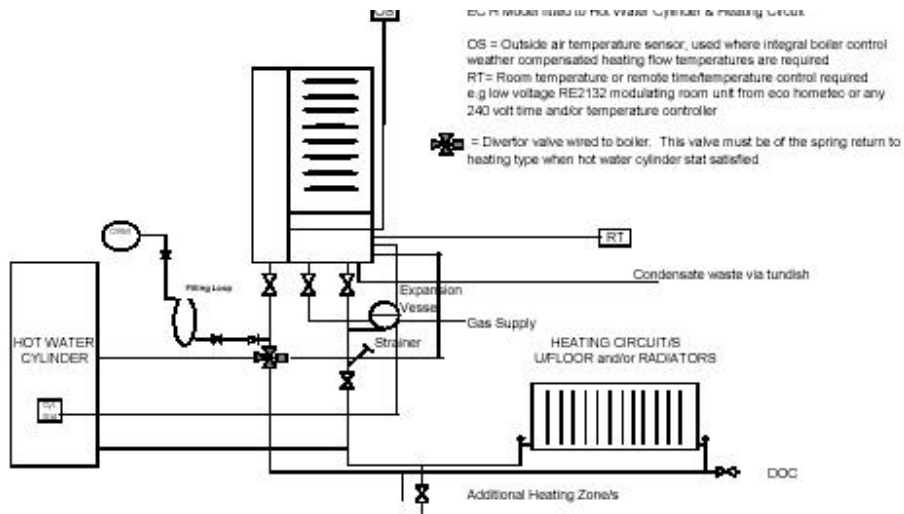 OS
EC H Model fitted to Hot Water Cylinder & Heating Circuit
OS = Outside air temperature sensor, used where integral boiler control
weather compensated heating flow temperatures are required
RT= Room temperature or remote time/temperature control required
e.g low voltage RE2132 modulating room unit from eco hometec or any
240 volt time and/or temperature controller
= Divertor valve wired to boiler. This valve must be of the spring return to
heating type when hot water cylinder stat satisfied
RT
Condensate waste via tundish
Filling Loop
Expansion
Vessel
Gas Supply
Strainer
HOT WATER
CYLINDER
HEATING CIRCUIT/S
U/FLOOR and/or RADIATORS
Cyl
Stat
DOC
Additional Heating Zone/s